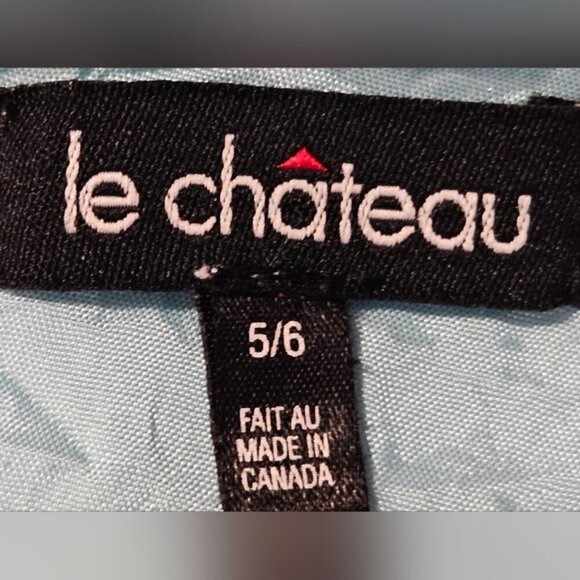 le château
5/6
FAIT AU
MADE IN
CANADA